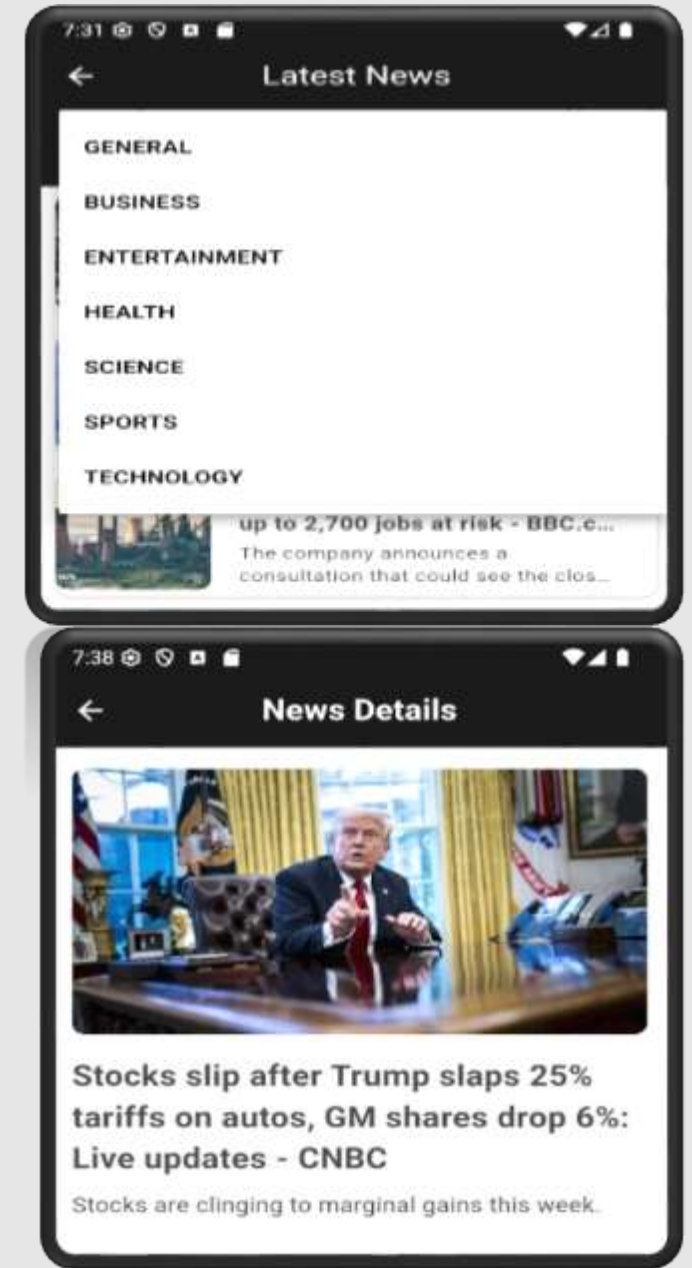 7:31
Latest News
GENERAL
BUSINESS
ENTERTAINMENT
HEALTH
SCIENCE
SPORTS
TECHNOLOGY
up to 2,700 jobs at risk - BBC.c...
The company announces a
consultation that could see the clos...
7:38
News Details
Stocks slip after Trump slaps 25%
tariffs on autos, GM shares drop 6%:
Live updates - CNBC
Stocks are clinging to marginal gains this week.